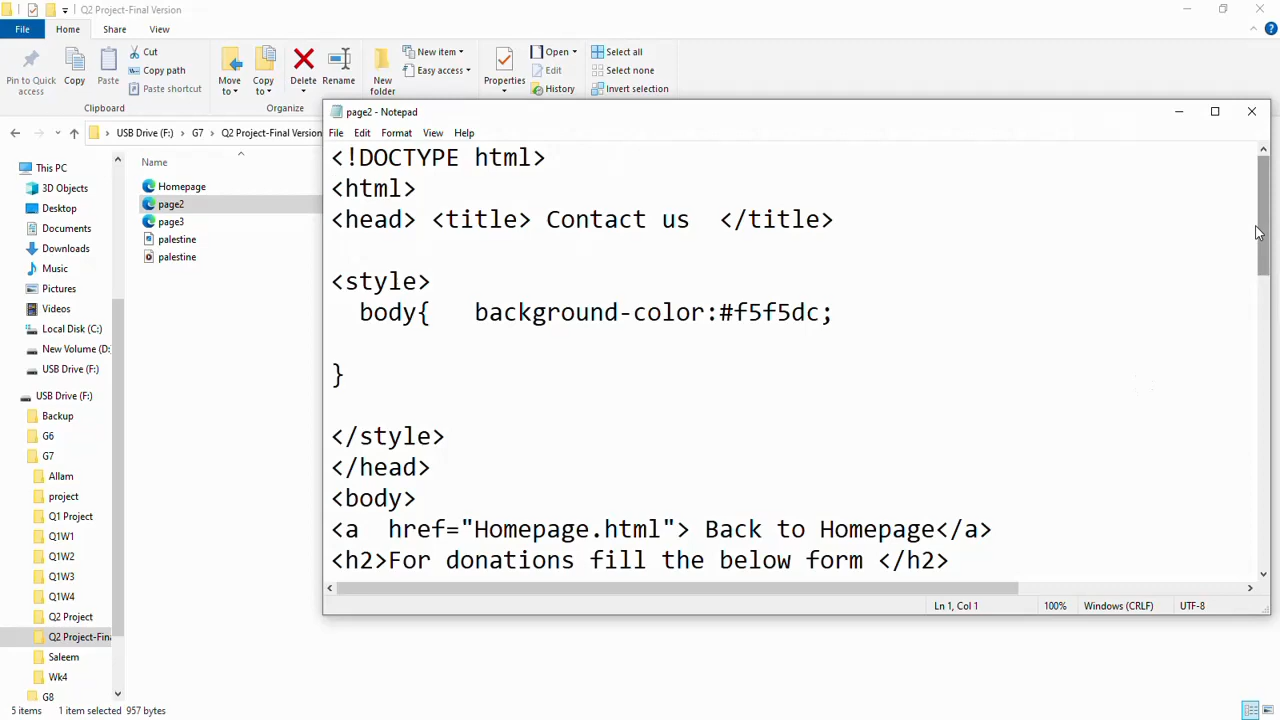 Q2 Project-Final Version
File Home Share View
Pin to Quick access
Copy
Paste
Cut
Copy path
Paste shortcut
Clipboard
Move to
Copy to
Delete
Rename
Organize
New folder
New item
Easy access
Properties
Open
Edit
History
Select all
Select none
Invert selection
USB Drive (F:) > G7 > Q2 Project-Final Version
This PC
3D Objects
Desktop
Documents
Downloads
Music
Pictures
Videos
Local Disk (C:)
New Volume (D:
USB Drive (F:)
USB Drive (F:)
Backup
G6
G7
Allam
project
Q1 Project
Q1W1
Q1W2
Q1W3
Q1W4
Q2 Project
Q2 Project-Fin
Saleem
Wk4
G8
Name
Homepage
page2
page3
palestine
palestine
page2 - Notepad
File Edit Format View Help
<!DOCTYPE html>
<html>
<head> <title> Contact us  </title>
<style>
body{   background-color:#f5f5dc;
}
</style>
</head>
<body>
<a  href="Homepage.html"> Back to Homepage</a>
<h2>For donations fill the below form </h2>
Ln 1, Col 1 100% Windows (CRLF) UTF-8
5 items 1 item selected 957 bytes